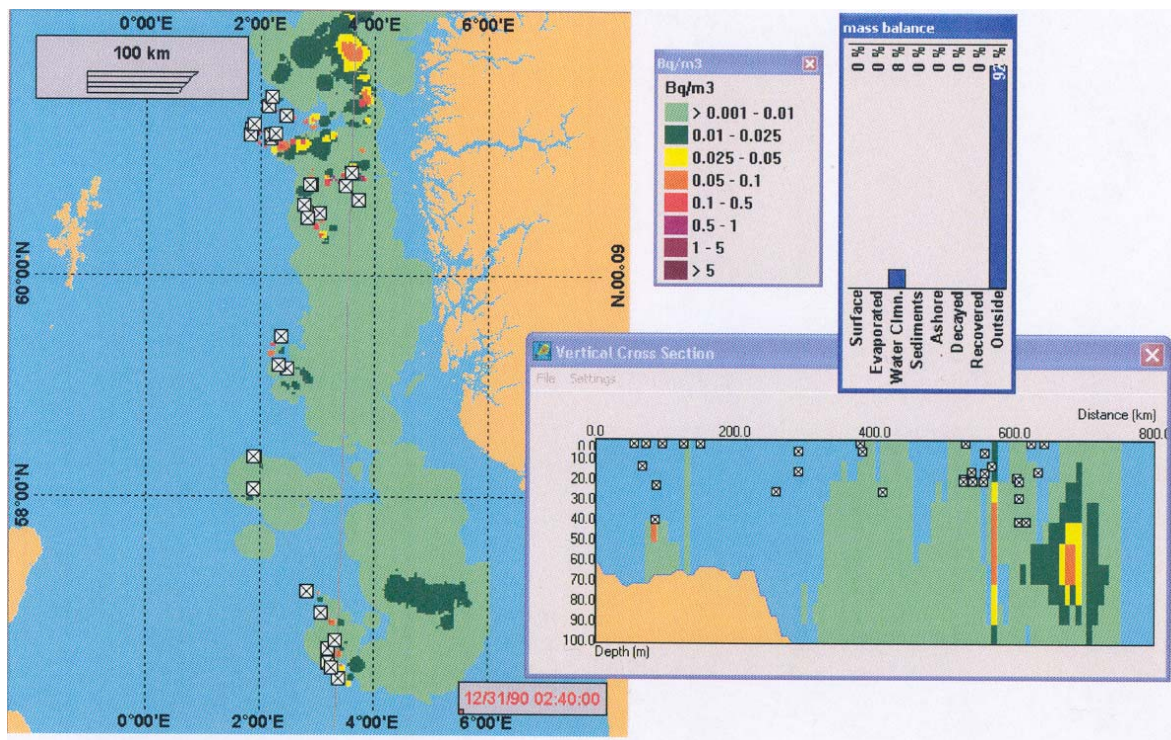 0°00'E 2°00'E 4°00'E 6°00'E
100 km
60°00'N
60°00'N
58°00'N
12/31/90 02:40:00
0°00'E 2°00'E 4°00'E 6°00'E
Bq/m3
Bq/m3
> 0.001 - 0.01
0.01 - 0.025
0.025 - 0.05
0.05 - 0.1
0.1 - 0.5
0.5 - 1
1 - 5
> 5
mass balance
0 %
0 %
8 %
0 %
0 %
0 %
0 %
92 %
Surface
Evaporated
Water Clmn.
Sediments
Ashore
Decayed
Recovered
Outside
Vertical Cross Section
File Settings
Distance (km)
0.0 200.0 400.0 600.0 800.0
0.0
10.0
20.0
30.0
40.0
50.0
60.0
70.0
80.0
90.0
100.0
Depth (m)